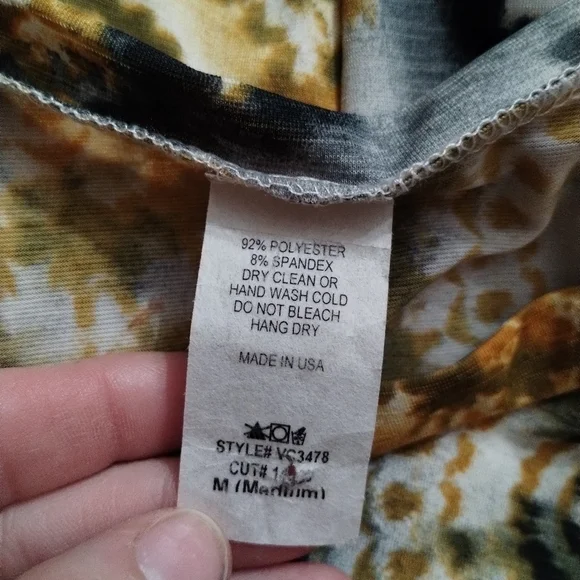 92% POLYESTER
8% SPANDEX
DRY CLEAN OR
HAND WASH COLD
DO NOT BLEACH
HANG DRY
MADE IN USA
STYLE# VC3478
CUT#
M (Medium)